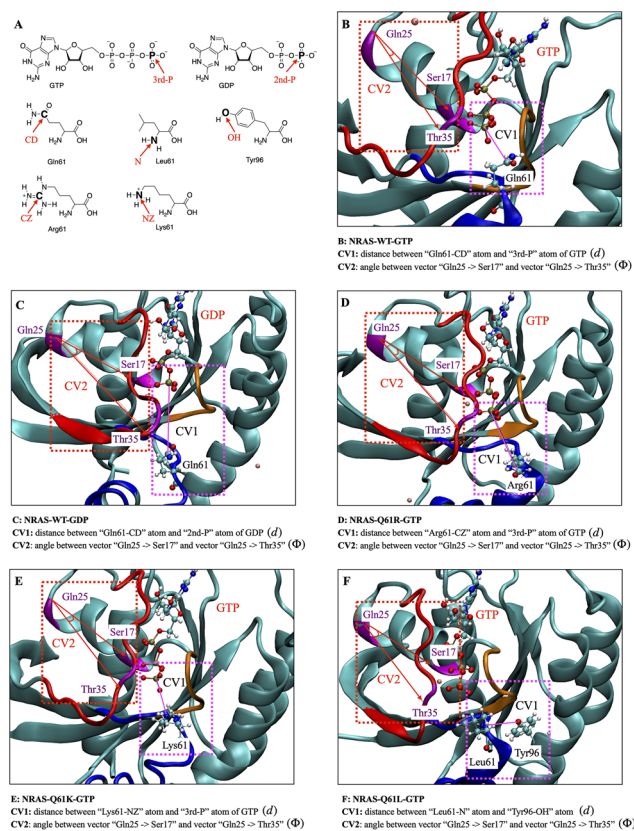 A
GTP
3rd-P
GDP
2nd-P
CD
Gln61
N
Leu61
OH
Tyr96
CZ
Arg61
NZ
Lys61
B
Gln25
GTP
Ser17
CV2
Thr35
CV1
Gln61
B: NRAS-WT-GTP
CV1: distance between “Gln61-CD” atom and “3rd-P” atom of GTP (d)
CV2: angle between vector “Gln25 -> Ser17” and vector “Gln25 -> Thr35” (Φ)
C
GDP
Gln25
Ser17
CV2
Thr35
CV1
Gln61
C: NRAS-WT-GDP
CV1: distance between “Gln61-CD” atom and “2nd-P” atom of GDP (d)
CV2: angle between vector “Gln25 -> Ser17” and vector “Gln25 -> Thr35” (Φ)
D
GTP
Gln25
Ser17
CV2
Thr35
CV1
Arg61
D: NRAS-Q61R-GTP
CV1: distance between “Arg61-CZ” atom and “3rd-P” atom of GTP (d)
CV2: angle between vector “Gln25 -> Ser17” and vector “Gln25 -> Thr35” (Φ)
E
Gln25
GTP
Ser17
CV2
Thr35
CV1
Lys61
E: NRAS-Q61K-GTP
CV1: distance between “Lys61-NZ” atom and “3rd-P” atom of GTP (d)
CV2: angle between vector “Gln25 -> Ser17” and vector “Gln25 -> Thr35” (Φ)
F
GTP
Gln25
Ser17
CV2
Thr35
CV1
Tyr96
Leu61
F: NRAS-Q61L-GTP
CV1: distance between “Leu61-N” atom and “Tyr96-OH” atom (d)
CV2: angle between vector “Gln25 -> Ser17” and vector “Gln25 -> Thr35” (Φ)